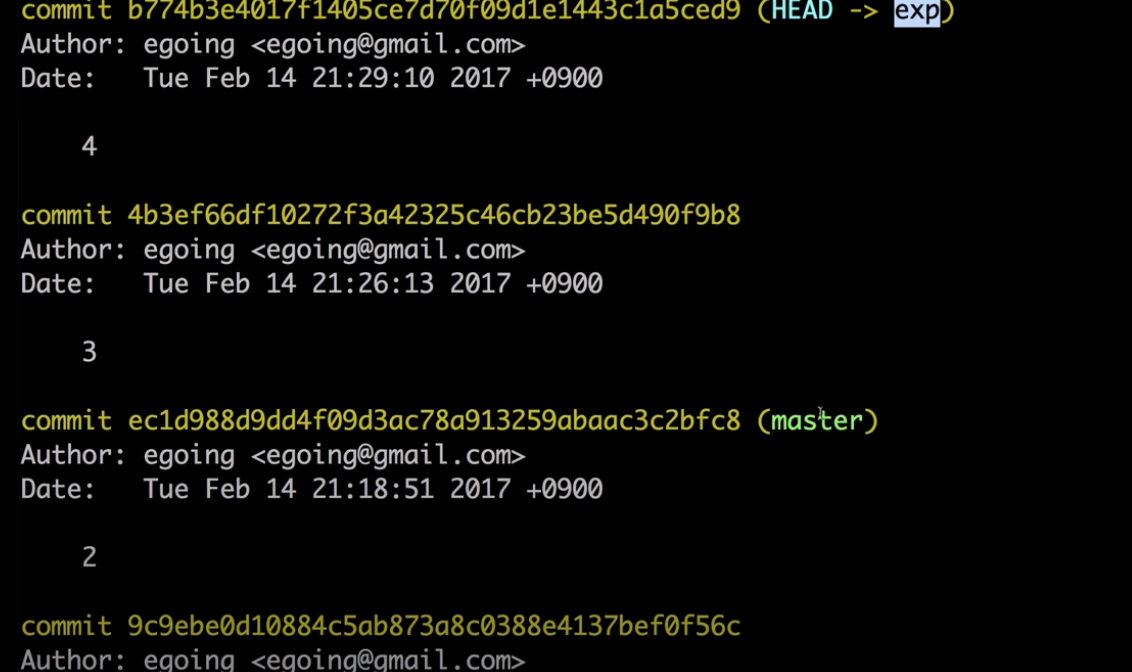 commit b774b3e4017f1405ce7d70f09d1e1443c1a5ced9 (HEAD -> exp)
Author: egoing <egoing@gmail.com>
Date:   Tue Feb 14 21:29:10 2017 +0900
4
commit 4b3ef66df10272f3a42325c46cb23be5d490f9b8
Author: egoing <egoing@gmail.com>
Date:   Tue Feb 14 21:26:13 2017 +0900
3
commit ec1d988d9dd4f09d3ac78a913259abaac3c2bfc8 (master)
Author: egoing <egoing@gmail.com>
Date:   Tue Feb 14 21:18:51 2017 +0900
2
commit 9c9ebe0d10884c5ab873a8c0388e4137bef0f56c
Author: egoing <egoing@gmail.com>